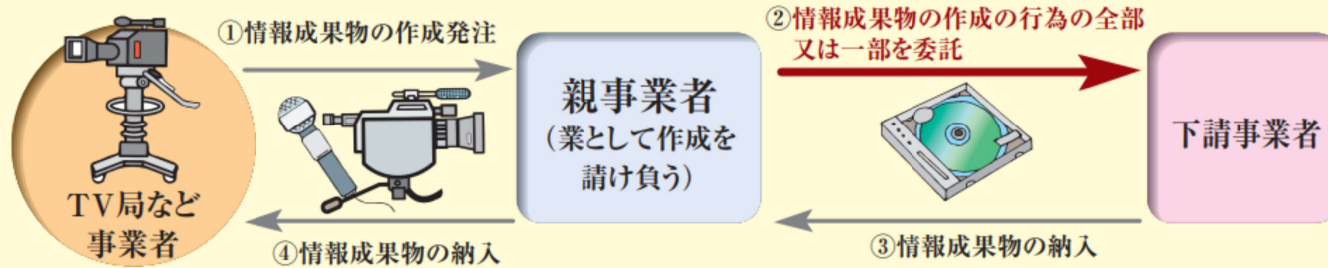 ①情報成果物の作成発注
②情報成果物の作成の行為の全部
又は一部を委託
親事業者
(業として作成を
請け負う)
下請事業者
TV局など
事業者
④情報成果物の納入
③情報成果物の納入